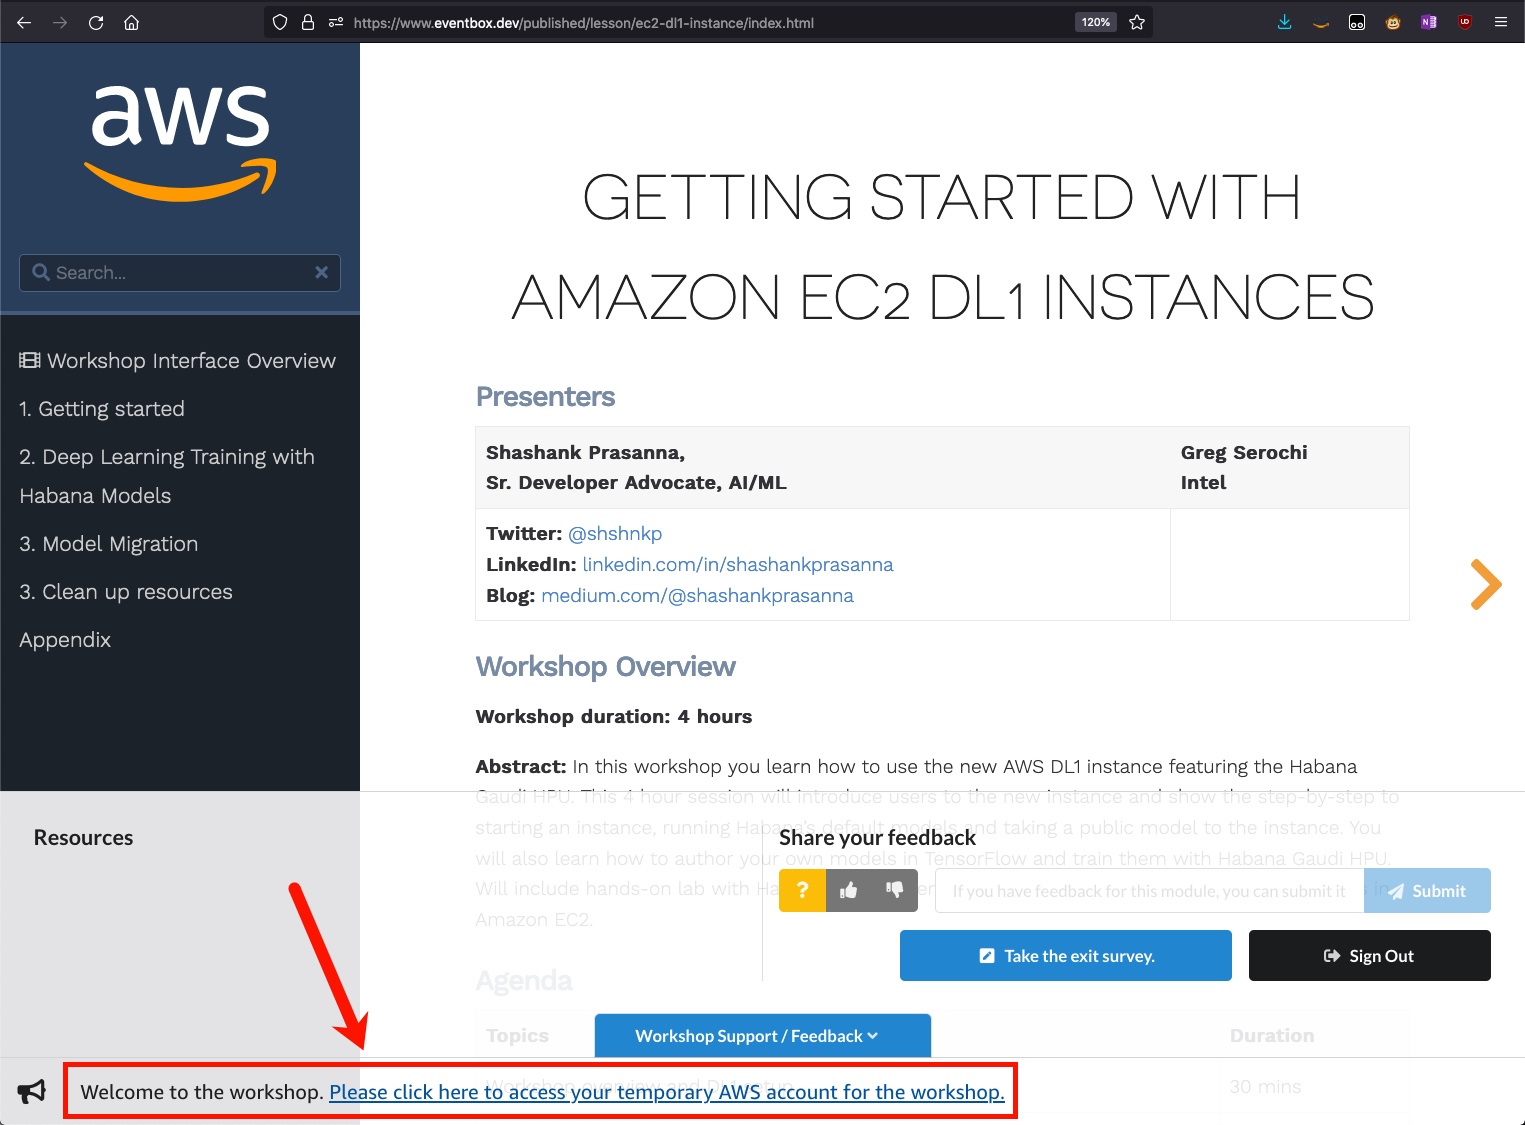 https://www.eventbox.dev/published/lesson/ec2-dl1-instance/index.html
120%
aws
Search...
Workshop Interface Overview
1. Getting started
2. Deep Learning Training with
Habana Models
3. Model Migration
3. Clean up resources
Appendix
GETTING STARTED WITH
AMAZON EC2 DL1 INSTANCES
Presenters
Shashank Prasanna,
Sr. Developer Advocate, AI/ML
Greg Serochi
Intel
Twitter: @shshnkp
LinkedIn: linkedin.com/in/shashankprasanna
Blog: medium.com/@shashankprasanna
Workshop Overview
Workshop duration: 4 hours
Abstract: In this workshop you learn how to use the new AWS DL1 instance featuring the Habana
Gaudi HPU. This 4 hour session will introduce users to the new instance and show the step-by-step to
starting an instance, running Habana's default models and taking a public model to the instance. You
will also learn how to author your own models in TensorFlow and train them with Habana Gaudi HPU.
Will include hands-on lab with
Amazon EC2.
Agenda
Topics
Duration
Workshop overview and DL1 setup
30 mins
Resources
Share your feedback
?
If you have feedback for this module, you can submit it
Submit
Take the exit survey.
Sign Out
Workshop Support / Feedback
Welcome to the workshop. Please click here to access your temporary AWS account for the workshop.